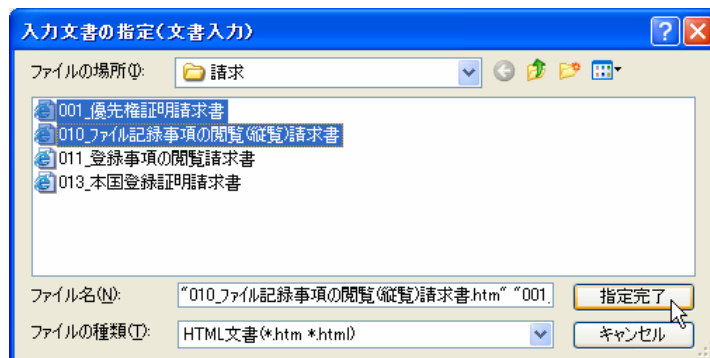 入力文書の指定(文書入力)
ファイルの場所(I): 請求
001_優先権証明請求書
010_ファイル記録事項の閲覧(縦覧)請求書
011_登録事項の閲覧請求書
013_本国登録証明請求書
ファイル名(N): "010_ファイル記録事項の閲覧(縦覧)請求書.htm" "001_ 指定完了
ファイルの種類(T): HTML文書(*.htm *.html) キャンセル